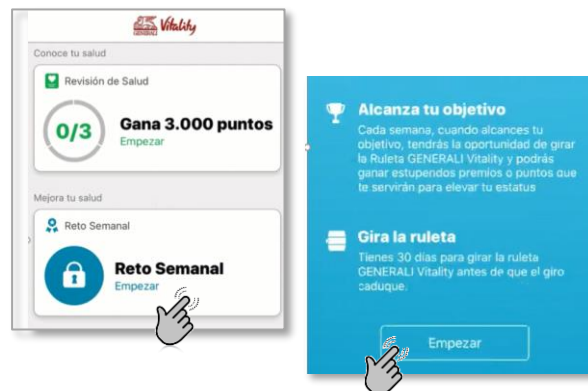 GENERALI Vitality
Conoce tu salud
Revisión de Salud
0/3
Gana 3.000 puntos
Empezar
Mejora tu salud
Reto Semanal
Reto Semanal
Empezar
Alcanza tu objetivo
Cada semana, cuando alcances tu
objetivo, tendrás la oportunidad de girar
la Ruleta GENERALI Vitality y podrás
ganar estupendos premios o puntos que
te servirán para elevar tu estatus
Gira la ruleta
Tienes 30 días para girar la ruleta
GENERALI Vitality antes de que el giro
caduque.
Empezar